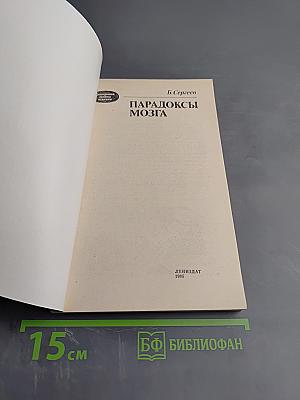 Б. Сергеев
ПАРАДОКСЫ
МОЗГА
ЛЕНИЗДАТ
15 см
БФ БИБЛИОФАН